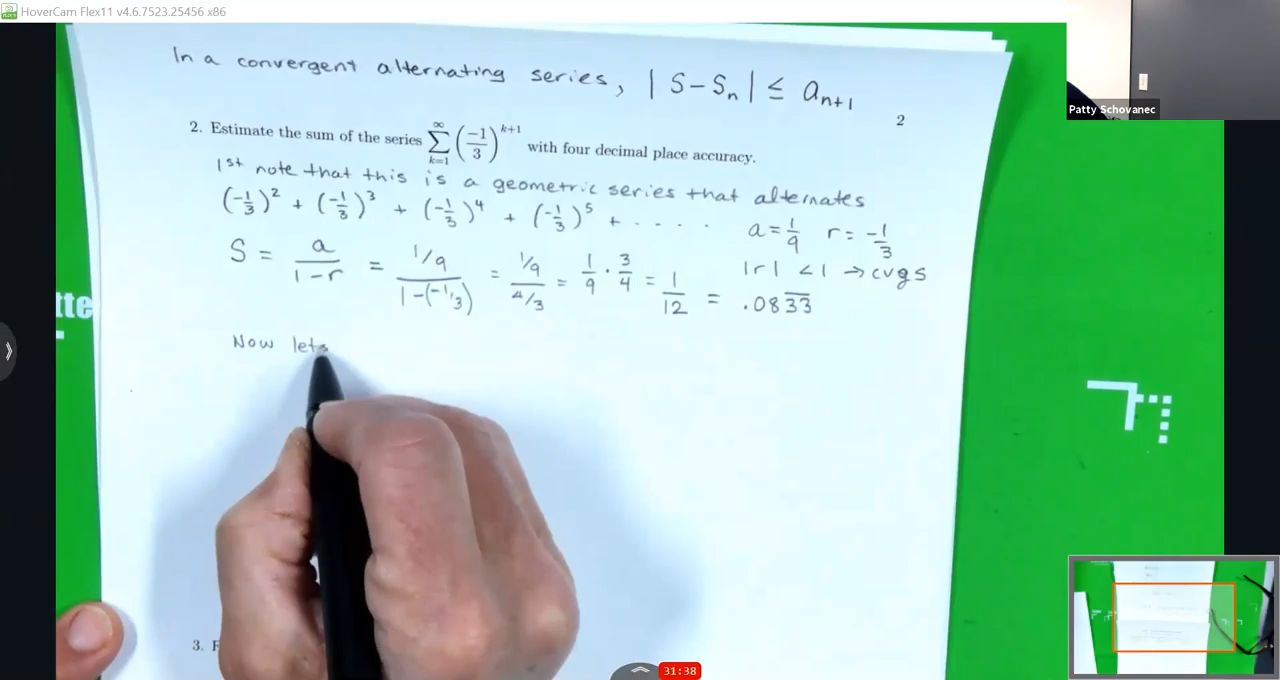 HoverCam Flex11 v4.6.7523.25456 x86
In a convergent alternating series, |S-Sₙ| ≤ aₙ₊₁
Patty Schovanec
2
2. Estimate the sum of the series ∑_{k=1}^{∞} (-1/3)^{k+1} with four decimal place accuracy.
1st note that this is a geometric series that alternates
(-1/3)² + (-1/3)³ + (-1/3)⁴ + (-1/3)⁵ + ‐ ‐ ‐ ‐ a = 1/9 r = -1/3
|r| < 1 → cvgs
S = a/(1-r) = (1/9)/(1-(-1/3)) = (1/9)/(4/3) = 1/9 · 3/4 = 1/12 = .083̅3̅
tte
Now lets
3. F
31:38